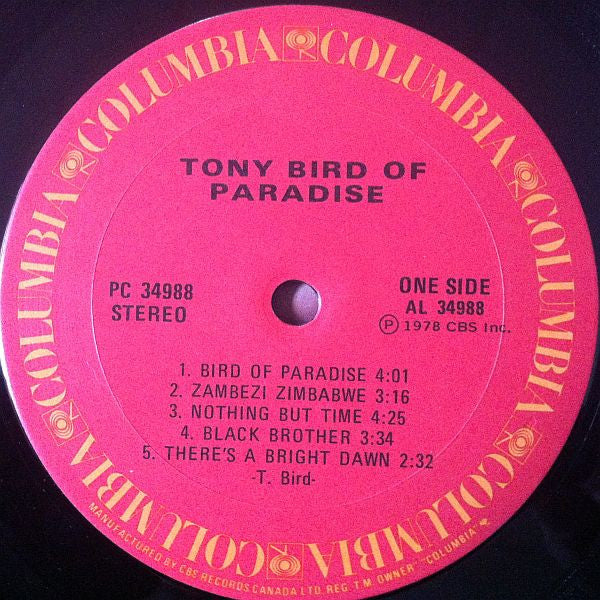 COLUMBIA COLUMBIA COLUMBIA COLUMBIA COLUMBIA COLUMBIA COLUMBIA COLUMBIA
TONY BIRD OF
PARADISE
PC 34988
STEREO
ONE SIDE
AL 34988
Ⓟ 1978 CBS Inc.
1. BIRD OF PARADISE 4:01
2. ZAMBEZI ZIMBABWE 3:16
3. NOTHING BUT TIME 4:25
4. BLACK BROTHER 3:34
5. THERE'S A BRIGHT DAWN 2:32
-T. Bird-
MANUFACTURED BY CBS RECORDS CANADA LTD. REG. T.M. OWNER "COLUMBIA"